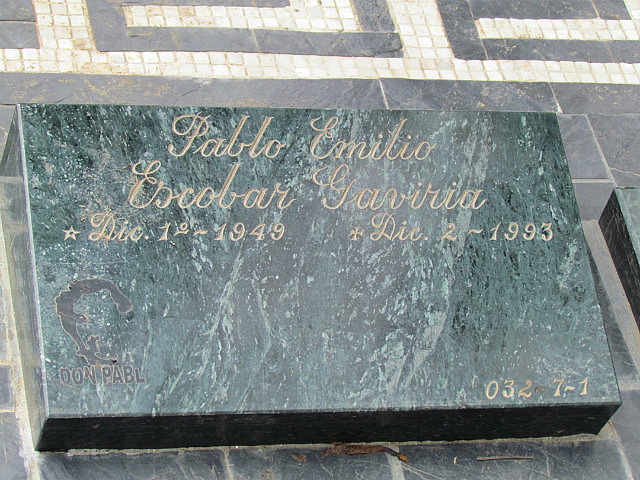 Pablo Emilio
Escobar Gaviria
☆Dic. 1º-1949 ✝Dic. 2-1993
DON PABL
032-7-1